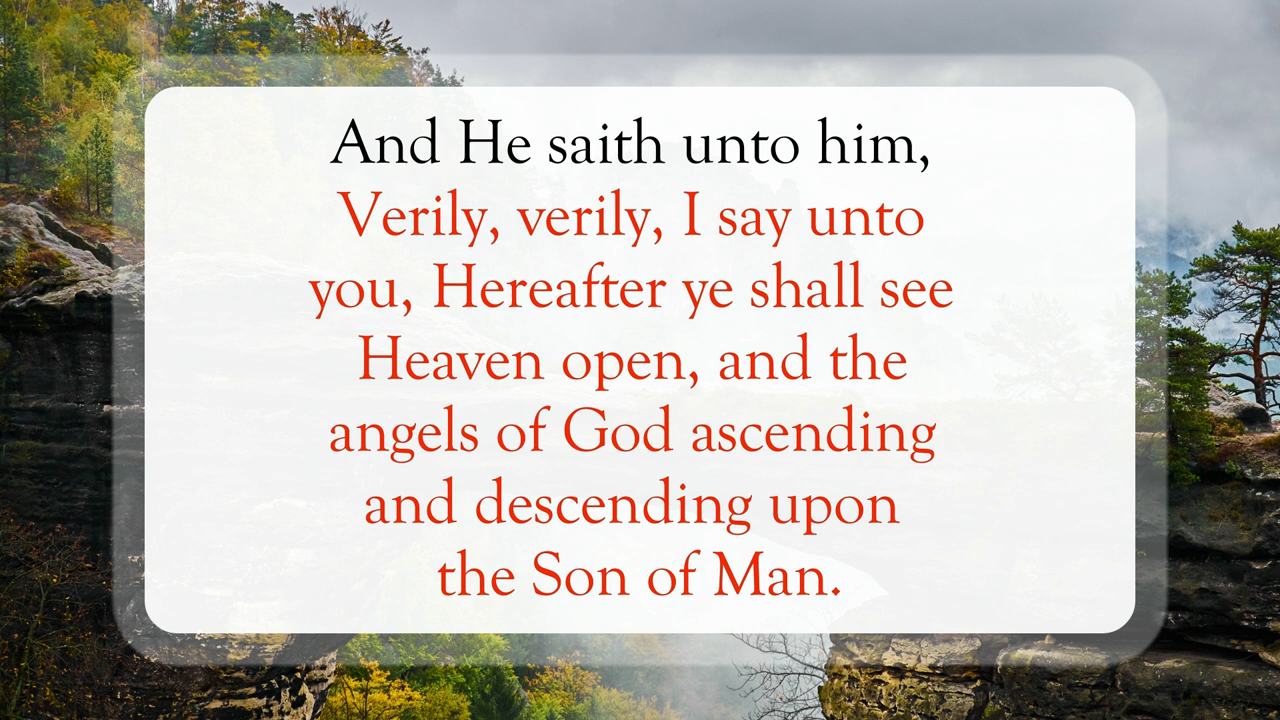 And He saith unto him,
Verily, verily, I say unto
you, Hereafter ye shall see
Heaven open, and the
angels of God ascending
and descending upon
the Son of Man.